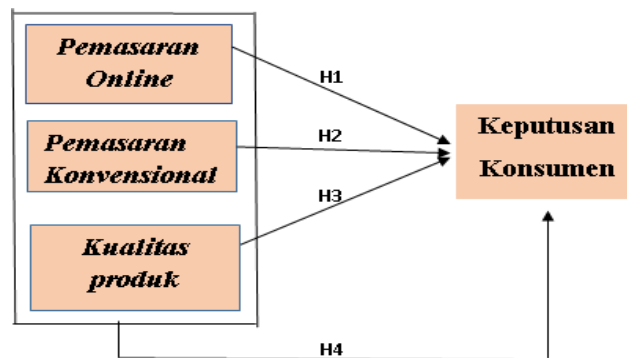 Pemasaran
Online
H1
Pemasaran
Konvensional
H2
Keputusan
Konsumen
H3
Kualitas
produk
H4